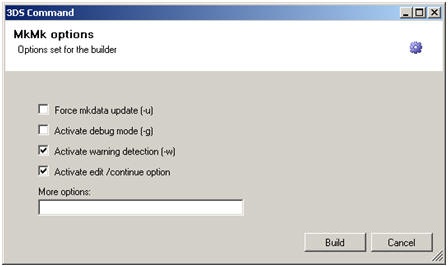 3DS Command
MkMk options
Options set for the builder
Force mkdata update (-u)
Activate debug mode (-g)
Activate warning detection (-w)
Activate edit /continue option
More options:
Build
Cancel